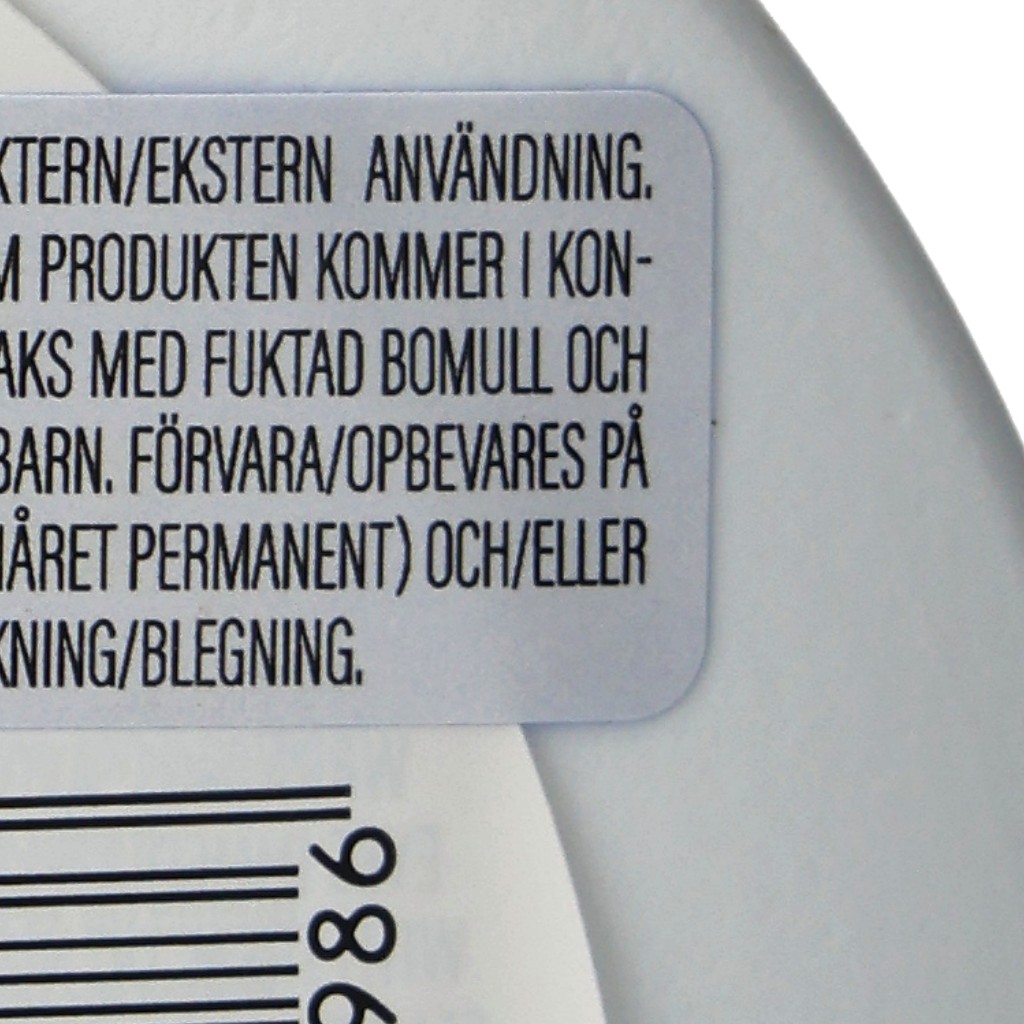 KTERN/EKSTERN ANVÄNDNING.
M PRODUKTEN KOMMER I KON-
AKS MED FUKTAD BOMULL OCH
BARN. FÖRVARA/OPBEVARES PÅ
HÅRET PERMANENT) OCH/ELLER
KNING/BLEGNING.
98